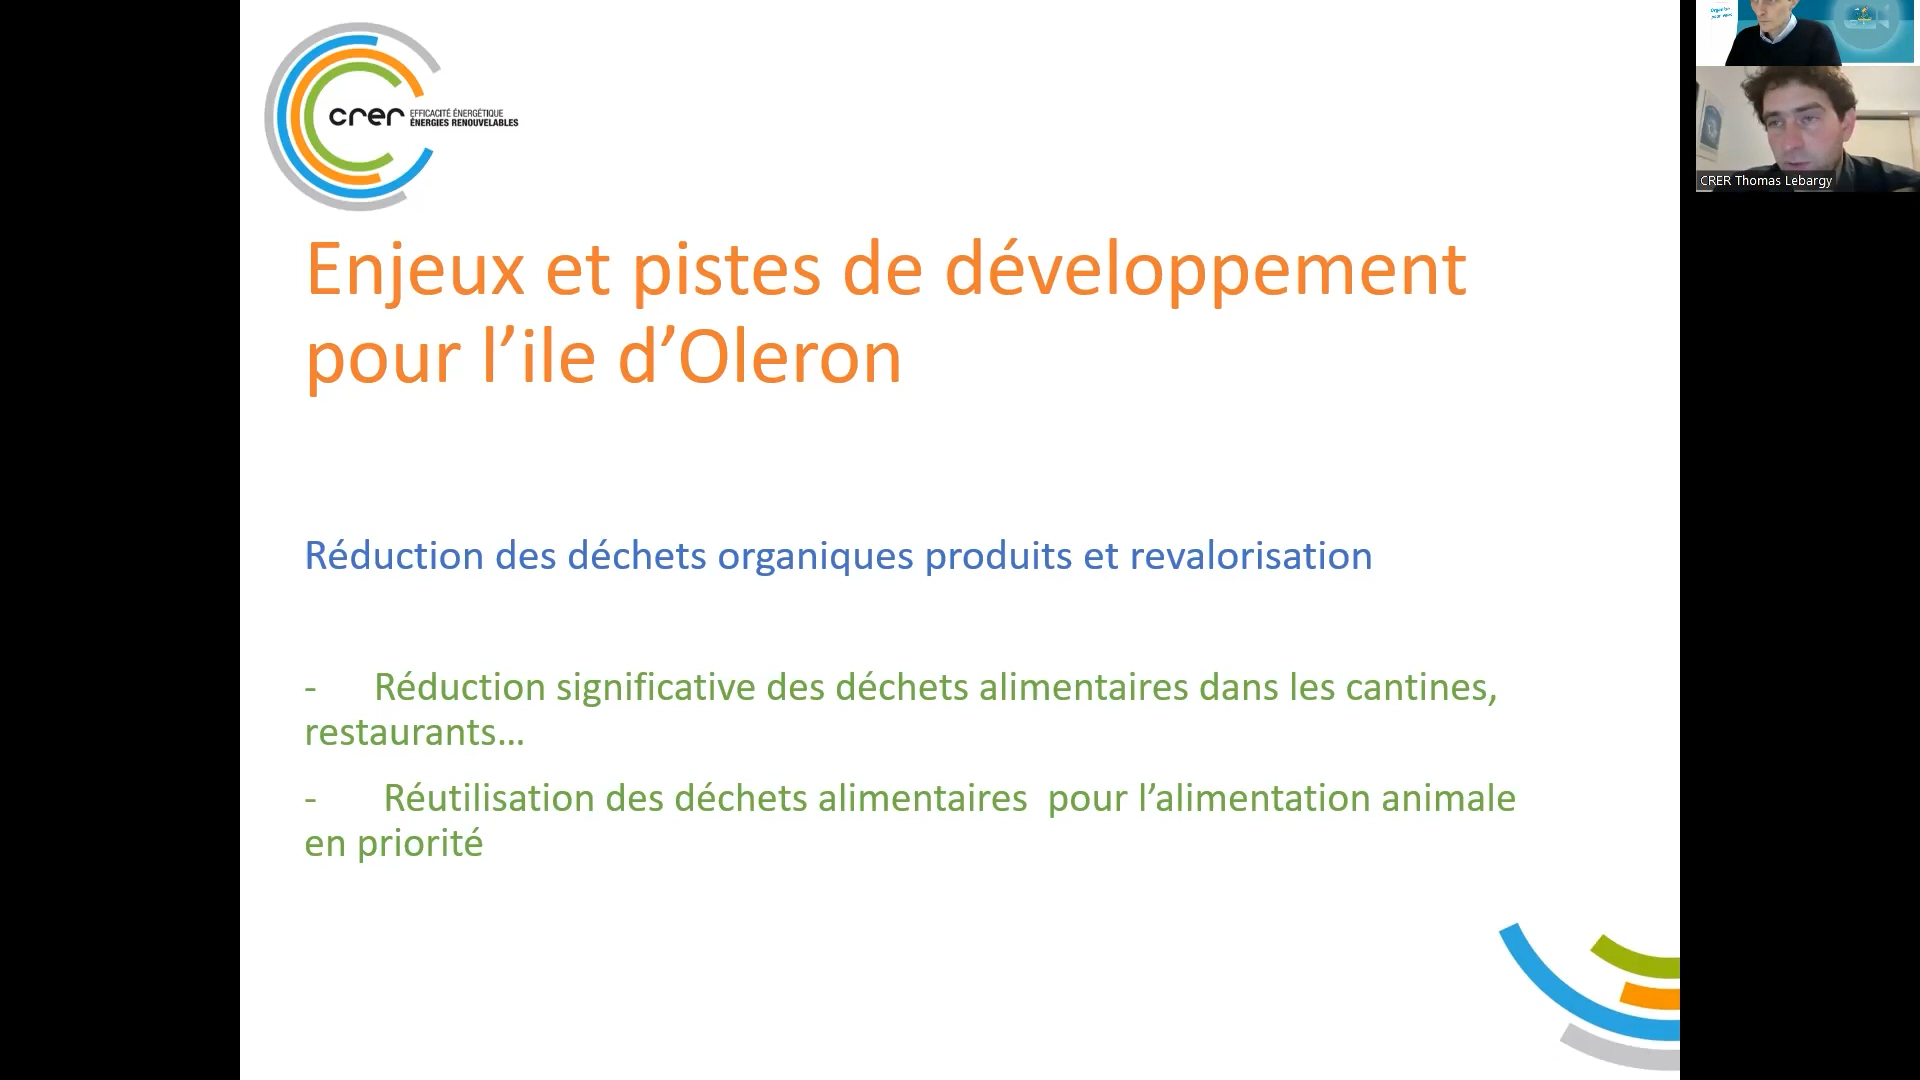 crer
EFFICACITÉ ÉNERGÉTIQUE
ÉNERGIES RENOUVELABLES
Enjeux et pistes de développement
pour l’ile d’Oleron
Réduction des déchets organiques produits et revalorisation
- Réduction significative des déchets alimentaires dans les cantines,
restaurants…
- Réutilisation des déchets alimentaires pour l’alimentation animale
en priorité
CRER Thomas Lebargy